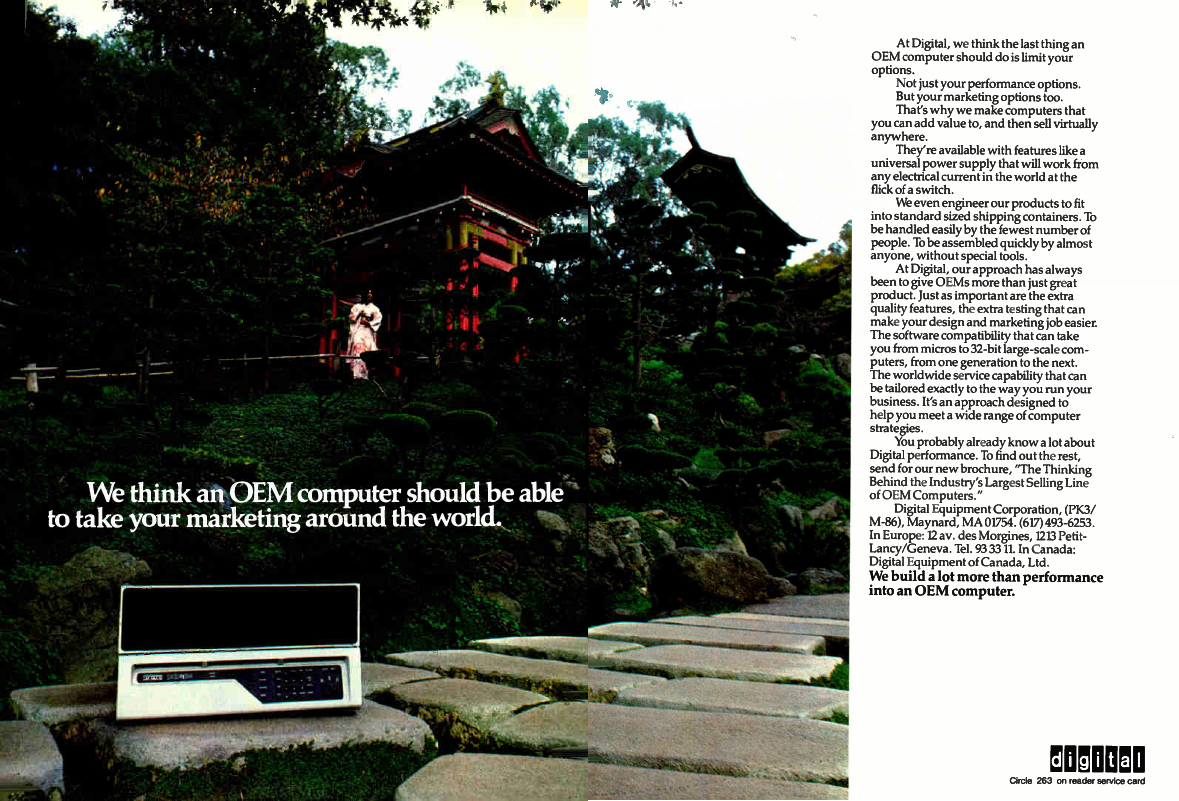 We think an OEM computer should be able
to take your marketing around the world.
At Digital, we think the last thing an
OEM computer should do is limit your
options.
Not just your performance options.
But your marketing options too.
That's why we make computers that
you can add value to, and then sell virtually
anywhere.
They're available with features like a
universal power supply that will work from
any electrical current in the world at the
flick of a switch.
We even engineer our products to fit
into standard sized shipping containers. To
be handled easily by the fewest number of
people. To be assembled quickly by almost
anyone, without special tools.
At Digital, our approach has always
been to give OEMs more than just great
product. Just as important are the extra
quality features, the extra testing that can
make your design and marketing job easier.
The software compatibility that can take
you from micros to 32-bit large-scale com-
puters, from one generation to the next.
The worldwide service capability that can
be tailored exactly to the way you run your
business. It's an approach designed to
help you meet a wide range of computer
strategies.
You probably already know a lot about
Digital performance. To find out the rest,
send for our new brochure, "The Thinking
Behind the Industry's Largest Selling Line
of OEM Computers."
Digital Equipment Corporation, (PK3/
M-86), Maynard, MA 01754. (617) 493-6253.
In Europe: 12 av. des Morgines, 1213 Petit-
Lancy/Geneva. Tel. 93 33 11. In Canada:
Digital Equipment of Canada, Ltd.
We build a lot more than performance
into an OEM computer.
digital
Circle 263 on reader service card